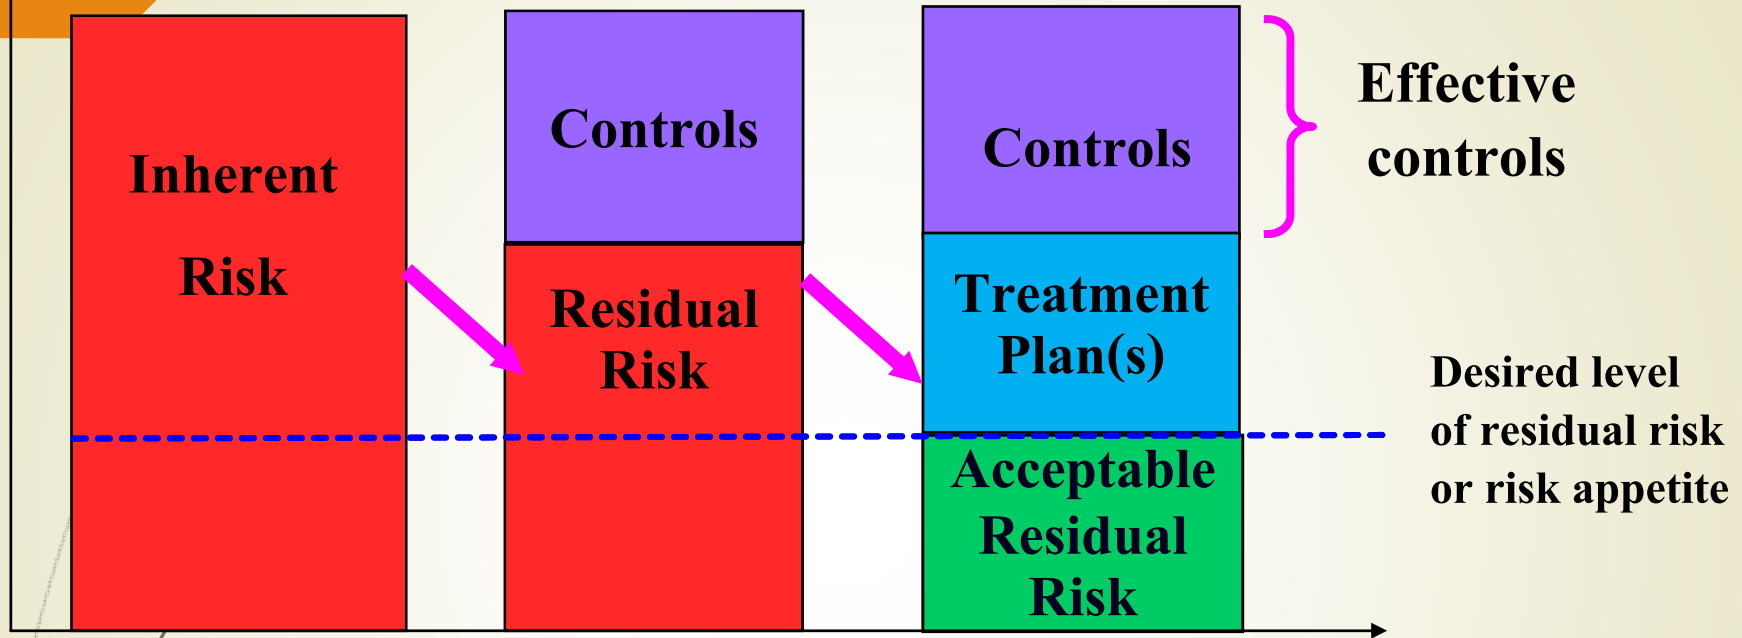 Inherent
Risk
Controls
Residual
Risk
Controls
Treatment
Plan(s)
Acceptable
Residual
Risk
Effective
controls
Desired level
of residual risk
or risk appetite